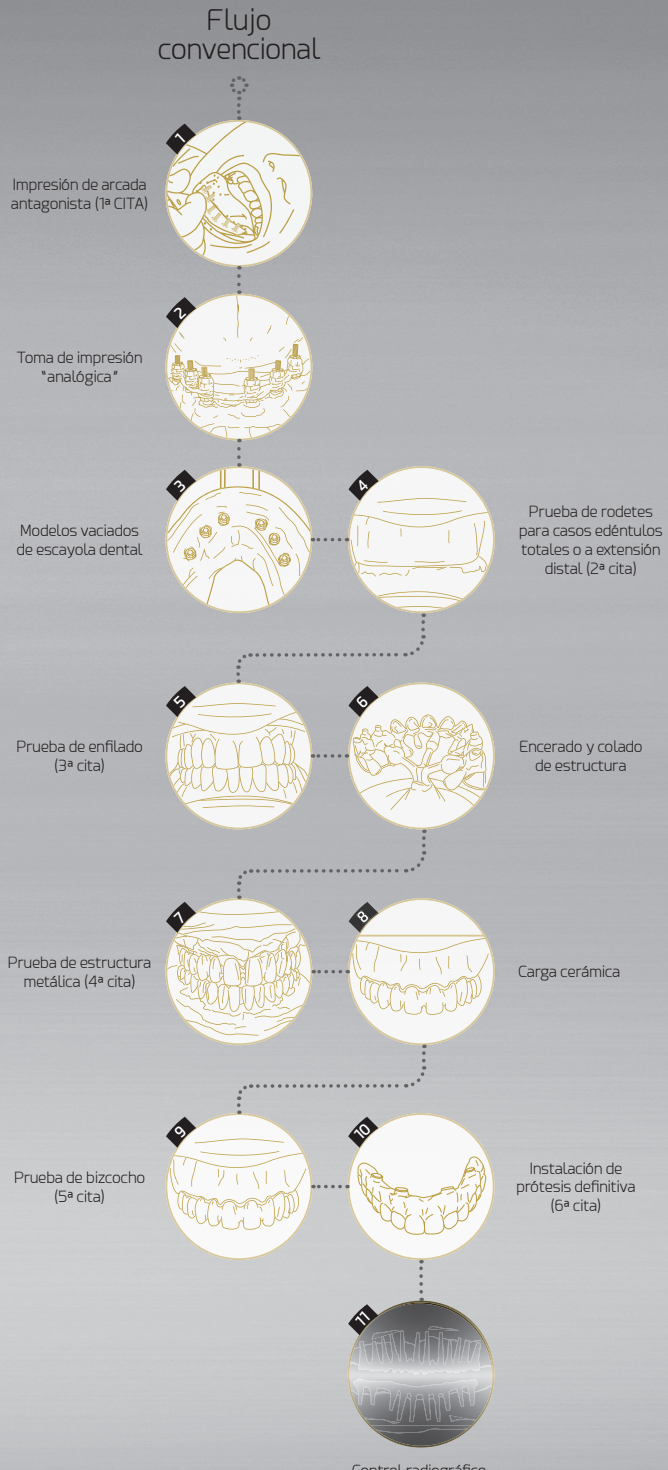 Flujo
convencional
1
Impresión de arcada
antagonista (1ª CITA)
2
Toma de impresión
"analógica"
3
Modelos vaciados
de escayola dental
4
Prueba de rodetes
para casos edéntulos
totales o a extensión
distal (2ª cita)
5
Prueba de enfilado
(3ª cita)
6
Encerado y colado
de estructura
7
Prueba de estructura
metálica (4ª cita)
8
Carga cerámica
9
Prueba de bizcocho
(5ª cita)
10
Instalación de
prótesis definitiva
(6ª cita)
11
Control radiográfico